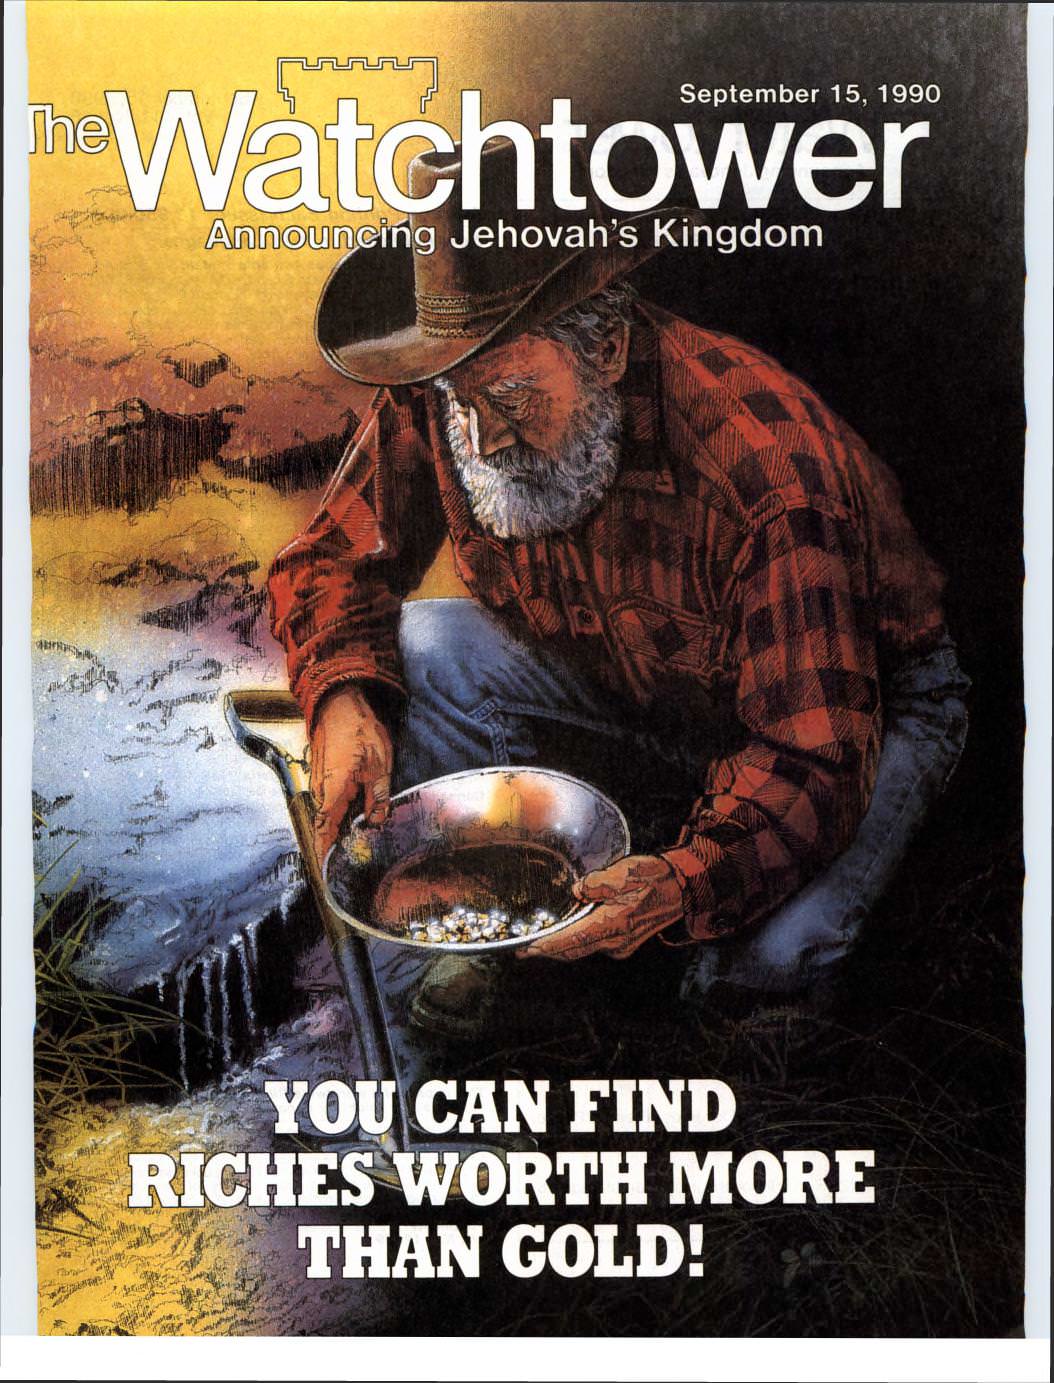 September 15, 1990
The Watchtower
Announcing Jehovah's Kingdom
YOU CAN FIND
RICHES WORTH MORE
THAN GOLD!